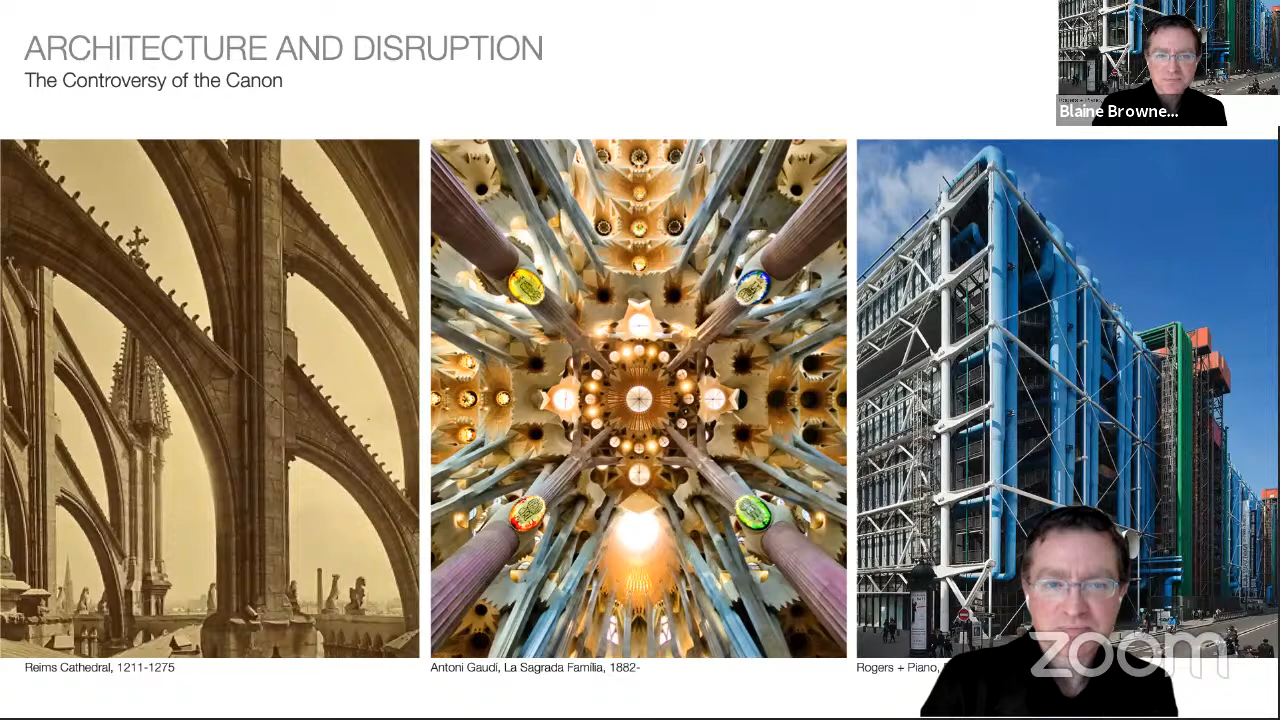 ARCHITECTURE AND DISRUPTION
The Controversy of the Canon
Blaine Browne...
Reims Cathedral, 1211-1275
Antoni Gaudí, La Sagrada Família, 1882-
Rogers + Piano,
zoom